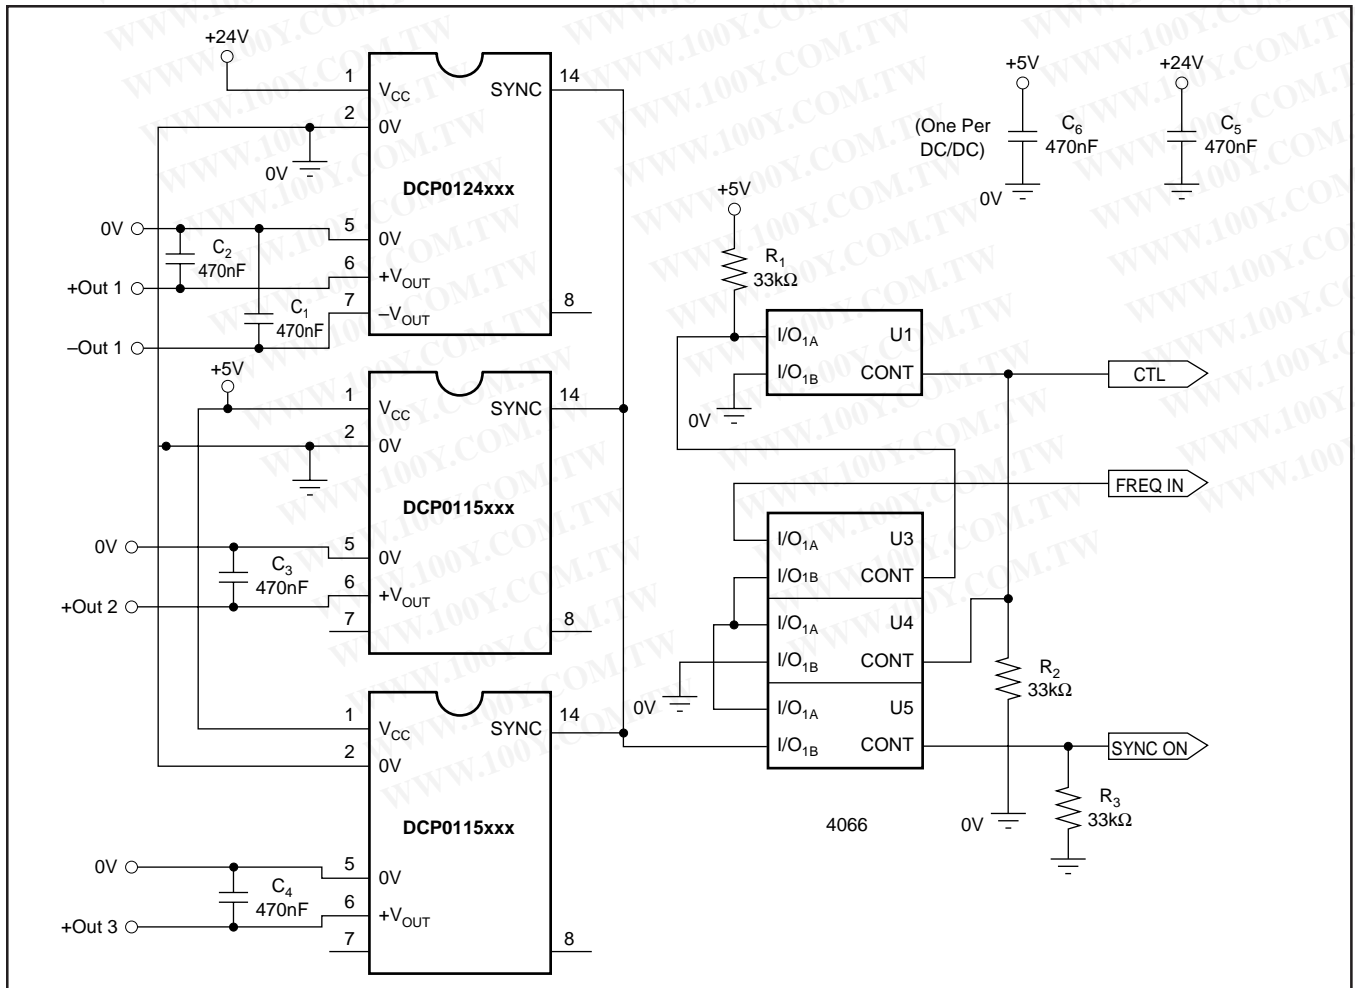 +24V
1
VCC
SYNC
14
2
0V
0V
DCP0124xxx
0V
5
0V
C2
470nF
6
+VOUT
+Out 1
7
–VOUT
8
C1
470nF
–Out 1
+5V
1
VCC
SYNC
14
2
0V
DCP0115xxx
0V
5
0V
C3
470nF
6
+VOUT
+Out 2
7
8
1
VCC
SYNC
14
2
0V
DCP0115xxx
0V
5
0V
C4
470nF
6
+VOUT
+Out 3
7
8
+5V
+24V
(One Per
DC/DC)
C6
470nF
C5
470nF
0V
+5V
R1
33kΩ
I/O1A
U1
I/O1B
CONT
0V
CTL
FREQ IN
I/O1A
U3
I/O1B
CONT
I/O1A
U4
I/O1B
CONT
0V
I/O1A
U5
I/O1B
CONT
R2
33kΩ
SYNC ON
4066
0V
R3
33kΩ
WWW.100Y.COM.TW